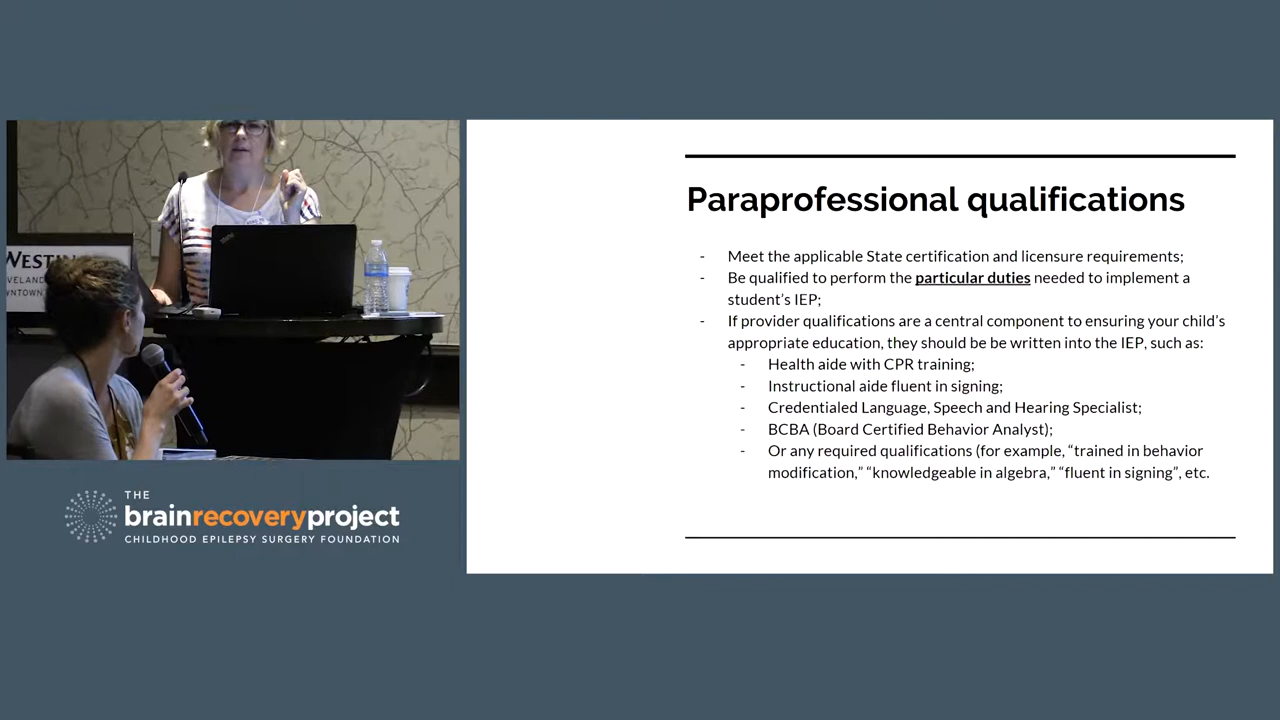 Paraprofessional qualifications
- Meet the applicable State certification and licensure requirements;
- Be qualified to perform the particular duties needed to implement a
student's IEP;
- If provider qualifications are a central component to ensuring your child's
appropriate education, they should be be written into the IEP, such as:
- Health aide with CPR training;
- Instructional aide fluent in signing;
- Credentialed Language, Speech and Hearing Specialist;
- BCBA (Board Certified Behavior Analyst);
- Or any required qualifications (for example, “trained in behavior
modification,” “knowledgeable in algebra,” “fluent in signing”, etc.
ThinkPad
THE
brainrecoveryproject
CHILDHOOD EPILEPSY SURGERY FOUNDATION